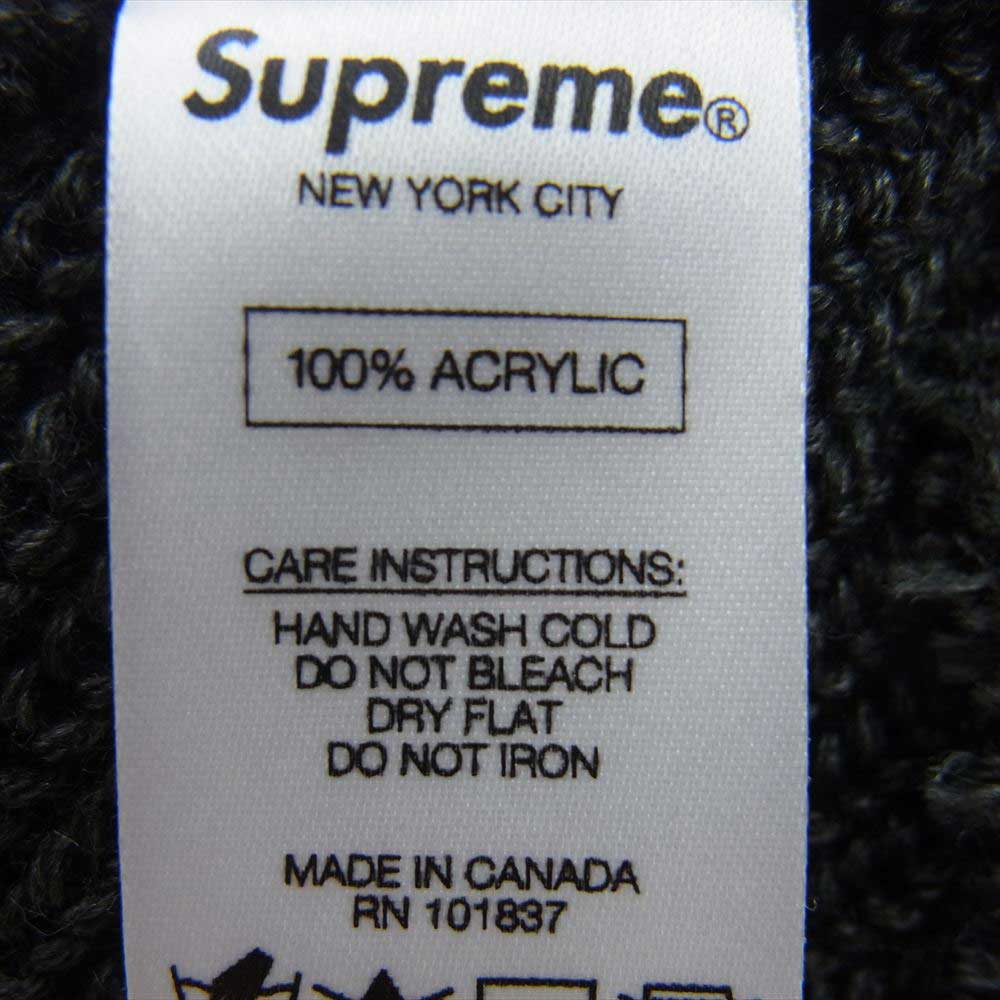 Supreme®
NEW YORK CITY
100% ACRYLIC
CARE INSTRUCTIONS:
HAND WASH COLD
DO NOT BLEACH
DRY FLAT
DO NOT IRON
MADE IN CANADA
RN 101837